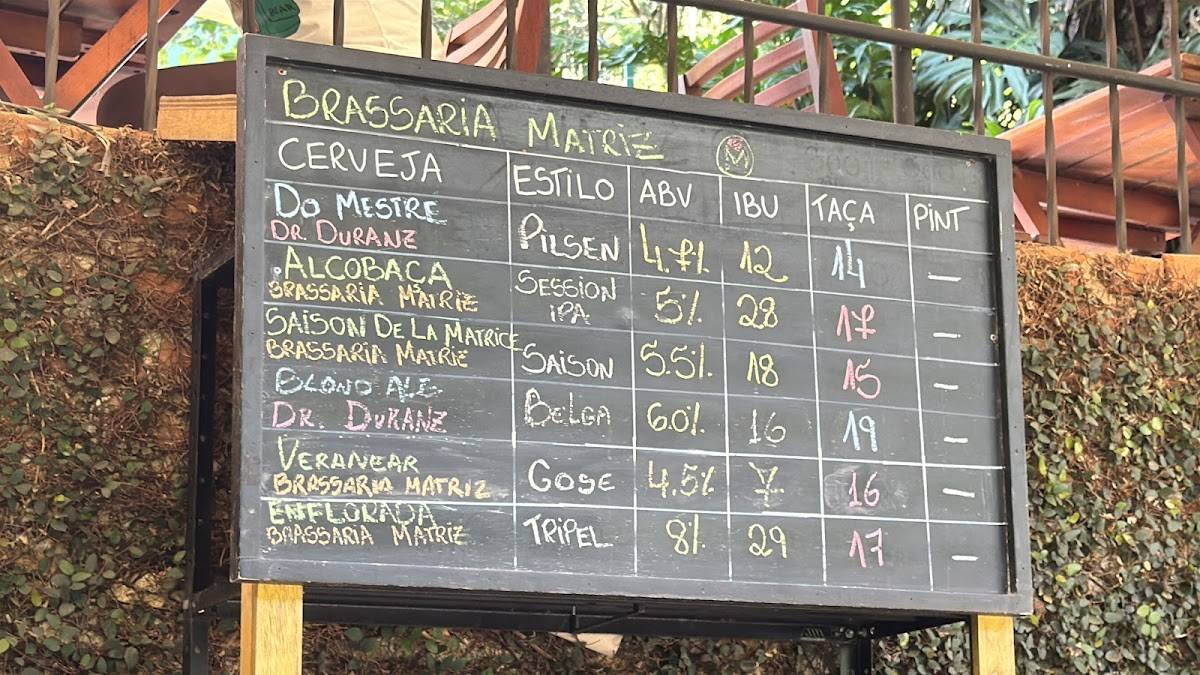 BRASSARIA MATRIZ M
CERVEJA ESTILO ABV IBU TAÇA PINT
DO MESTRE
DR. DURANZ PILSEN 4.7% 12 14 —
ALCOBAÇA
BRASSARIA MATRIZ SESSION IPA 5% 28 17 —
SAISON DE LA MATRICE
BRASSARIA MATRIZ SAISON 5.5% 18 15 —
BLOND ALE
DR. DURANZ BELGA 6.0% 16 19 —
VERANEAR
BRASSARIA MATRIZ GOSE 4.5% 16 —
ENFLORADA
BRASSARIA MATRIZ TRIPEL 8% 29 17 —